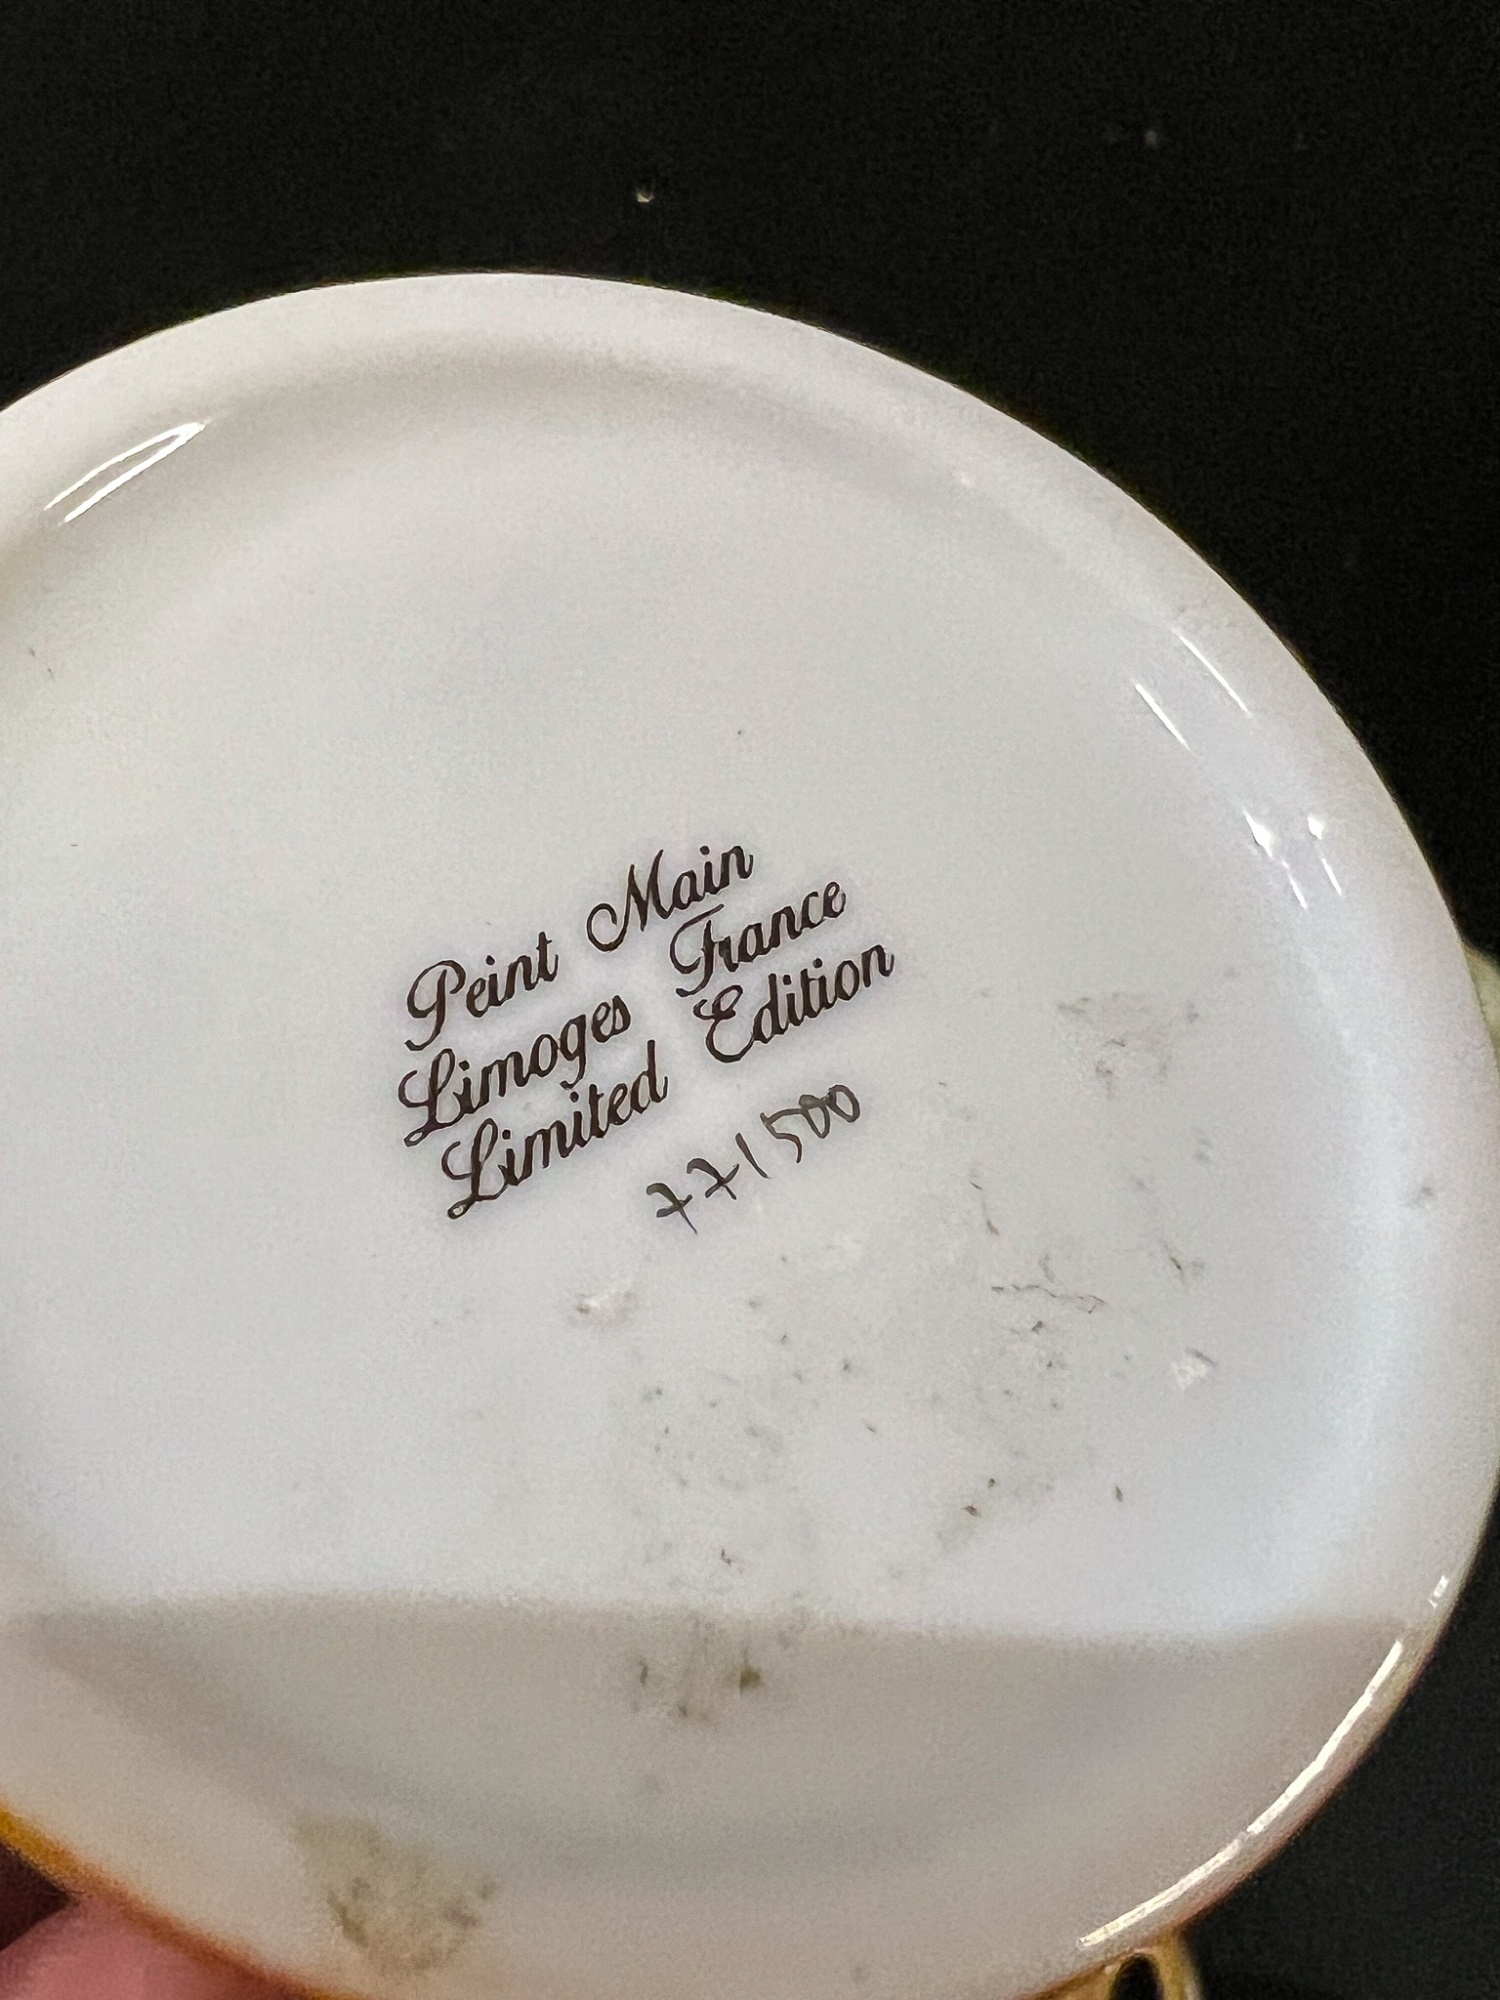 Peint Main
Limoges France
Limited Edition
77/500